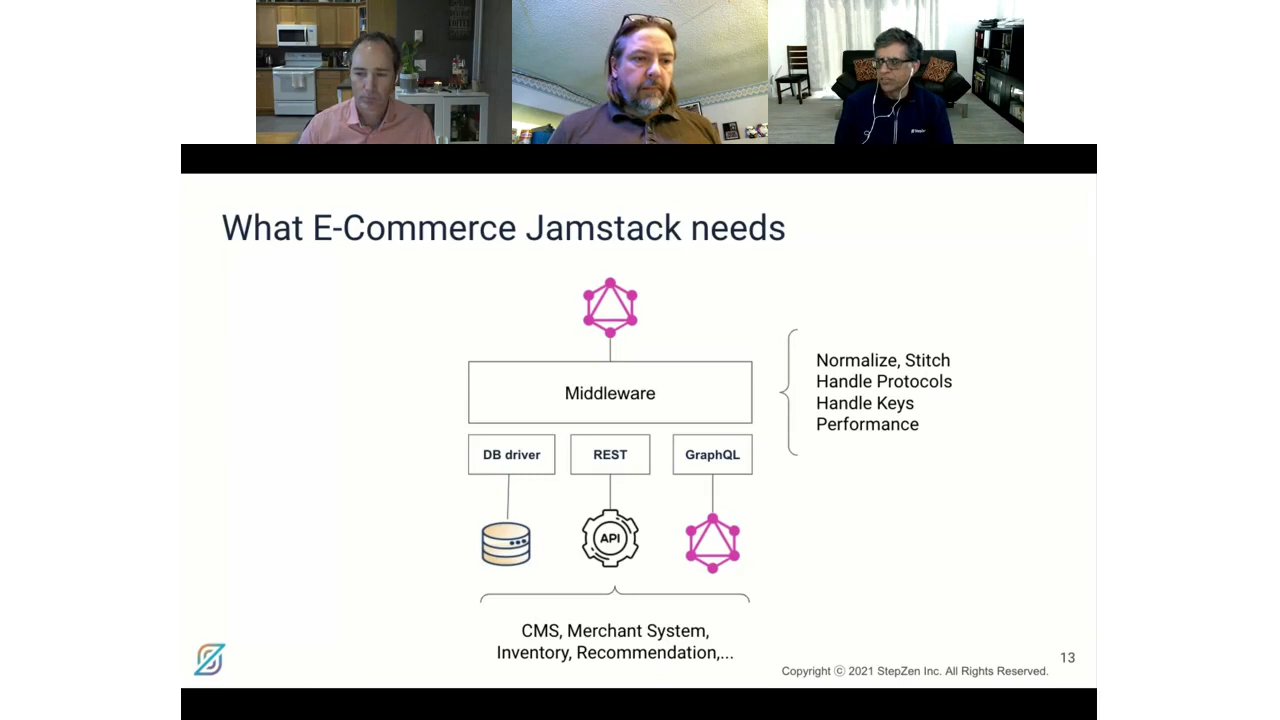 What E-Commerce Jamstack needs
Middleware
Normalize, Stitch
Handle Protocols
Handle Keys
Performance
DB driver
REST
GraphQL
API
CMS, Merchant System,
Inventory, Recommendation,...
13
Copyright ⓒ 2021 StepZen Inc. All Rights Reserved.